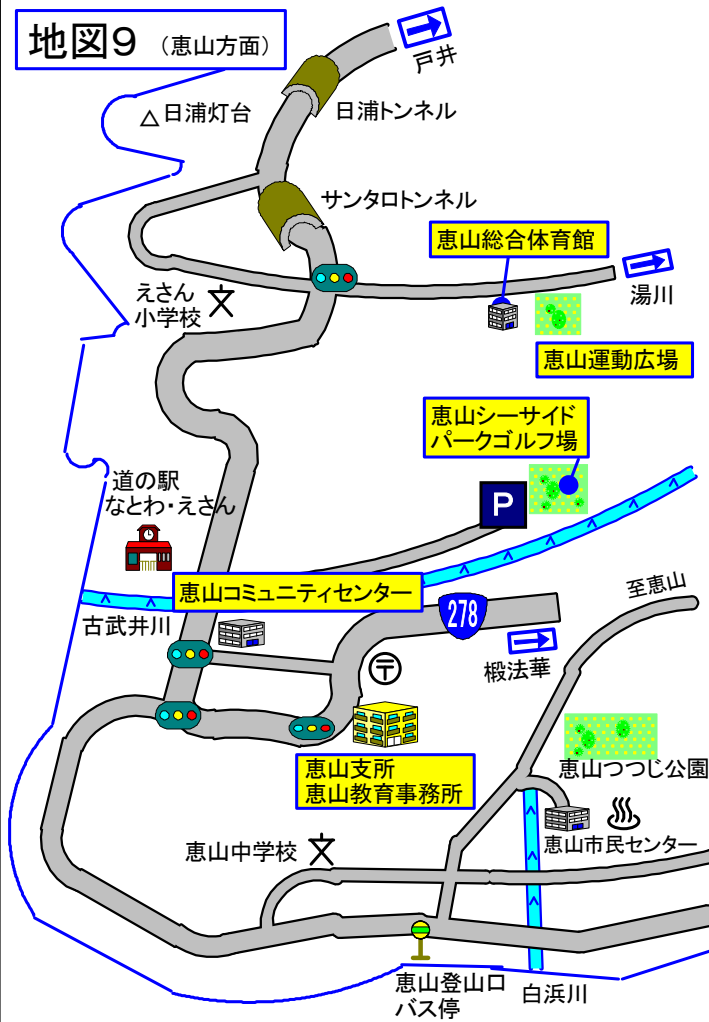 地図9 (恵山方面)
戸井
日浦灯台
日浦トンネル
サンタロトンネル
恵山総合体育館
湯川
えさん
小学校
文
恵山運動広場
恵山シーサイド
パークゴルフ場
P
道の駅
なとわ・えさん
恵山コミュニティセンター
至恵山
278
古武井川
椴法華
〒
恵山支所
恵山教育事務所
恵山つつじ公園
恵山市民センター
恵山中学校
文
恵山登山口
バス停
白浜川